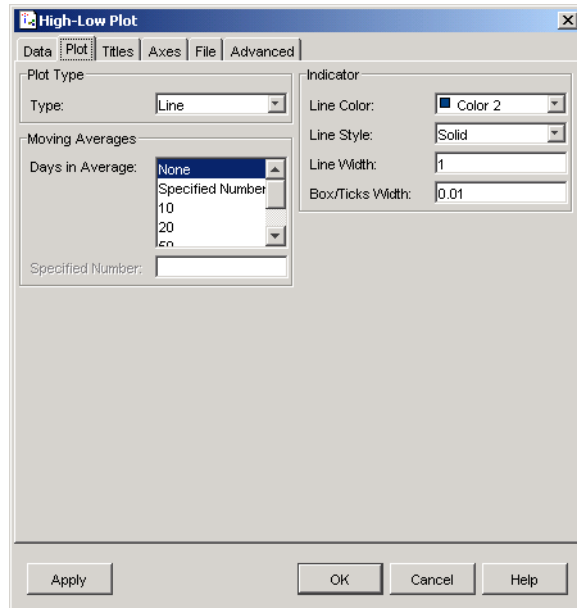 High-Low Plot
Data Plot Titles Axes File Advanced
Plot Type
Type: Line
Moving Averages
Days in Average: None
Specified Number
10
20
50
Specified Number:
Indicator
Line Color: Color 2
Line Style: Solid
Line Width: 1
Box/Ticks Width: 0.01
Apply OK Cancel Help